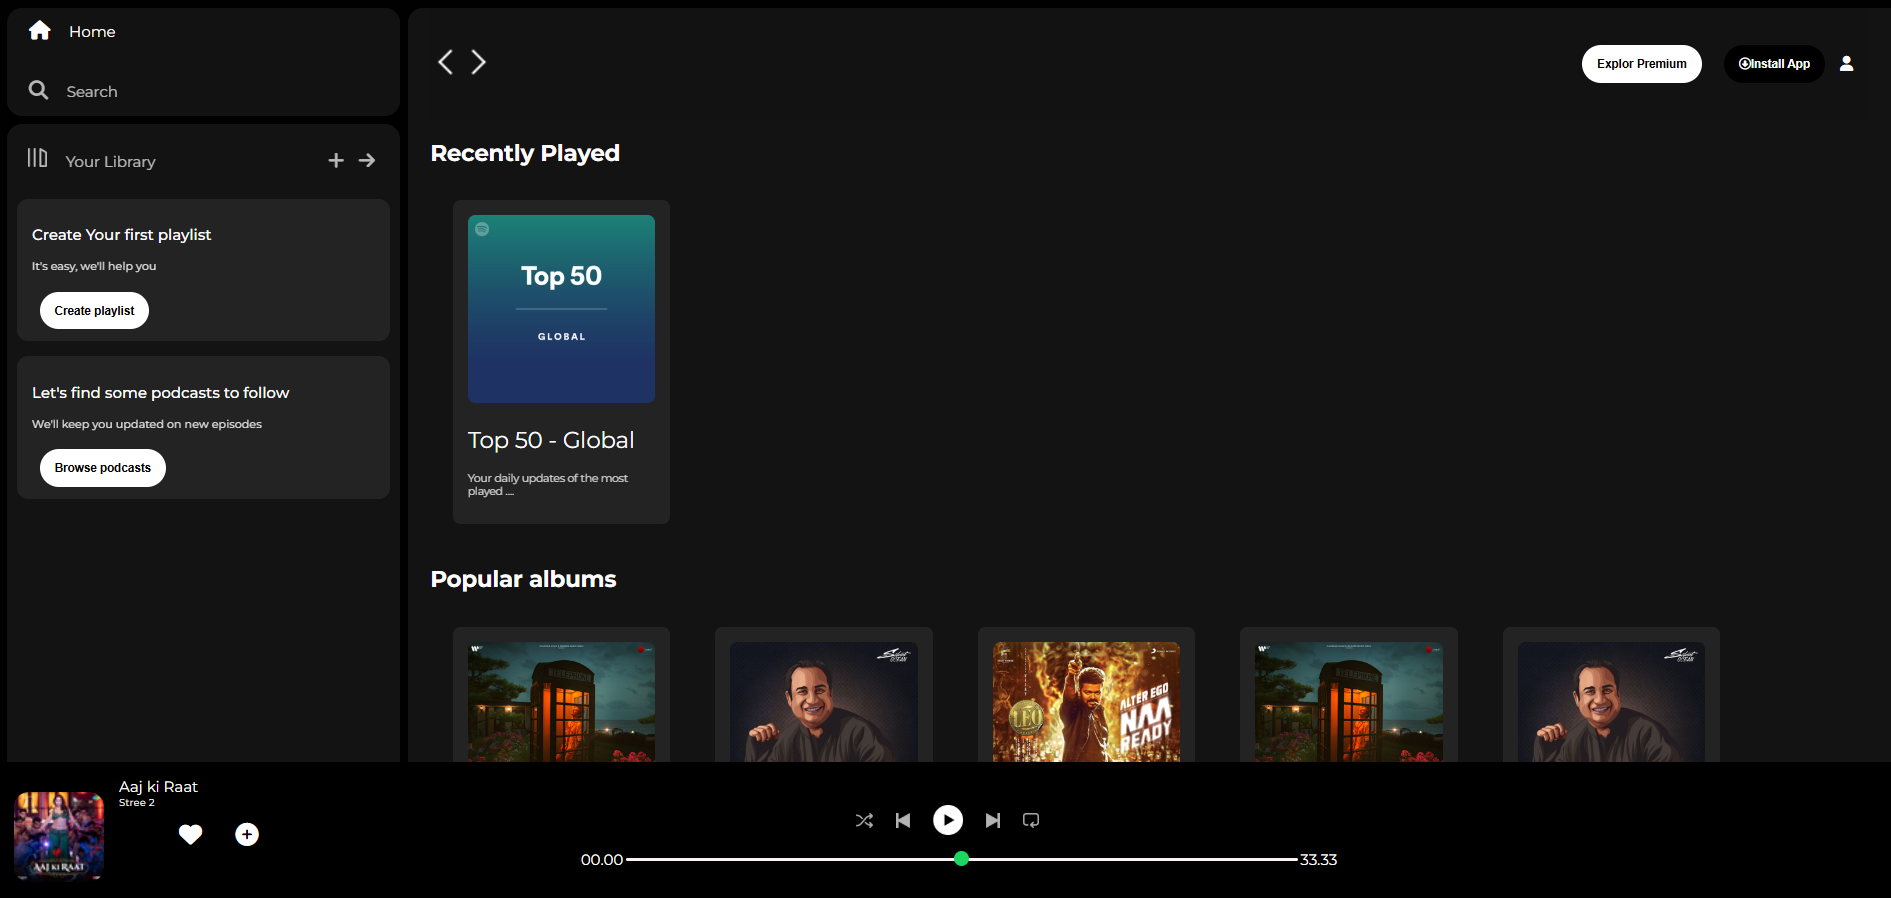 Home
Search
Your Library
Create Your first playlist
It's easy, we'll help you
Create playlist
Let's find some podcasts to follow
We'll keep you updated on new episodes
Browse podcasts
Explor Premium
Install App
Recently Played
Top 50
GLOBAL
Top 50 - Global
Your daily updates of the most
played ....
Popular albums
TELEPHONE
LEO
ALTER EGO
NAA
READY
Aaj ki Raat
Stree 2
AAJ KI RAAT
00.00
33.33